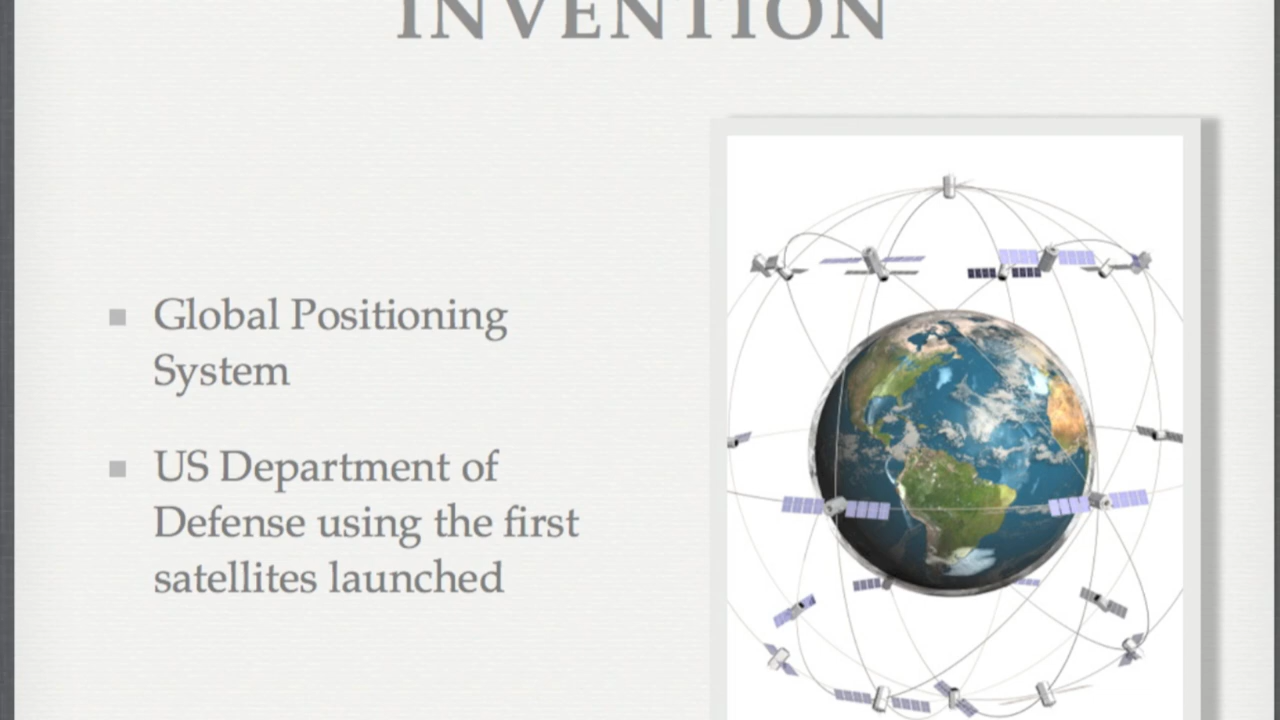 INVENTION
Global Positioning
System
US Department of
Defense using the first
satellites launched